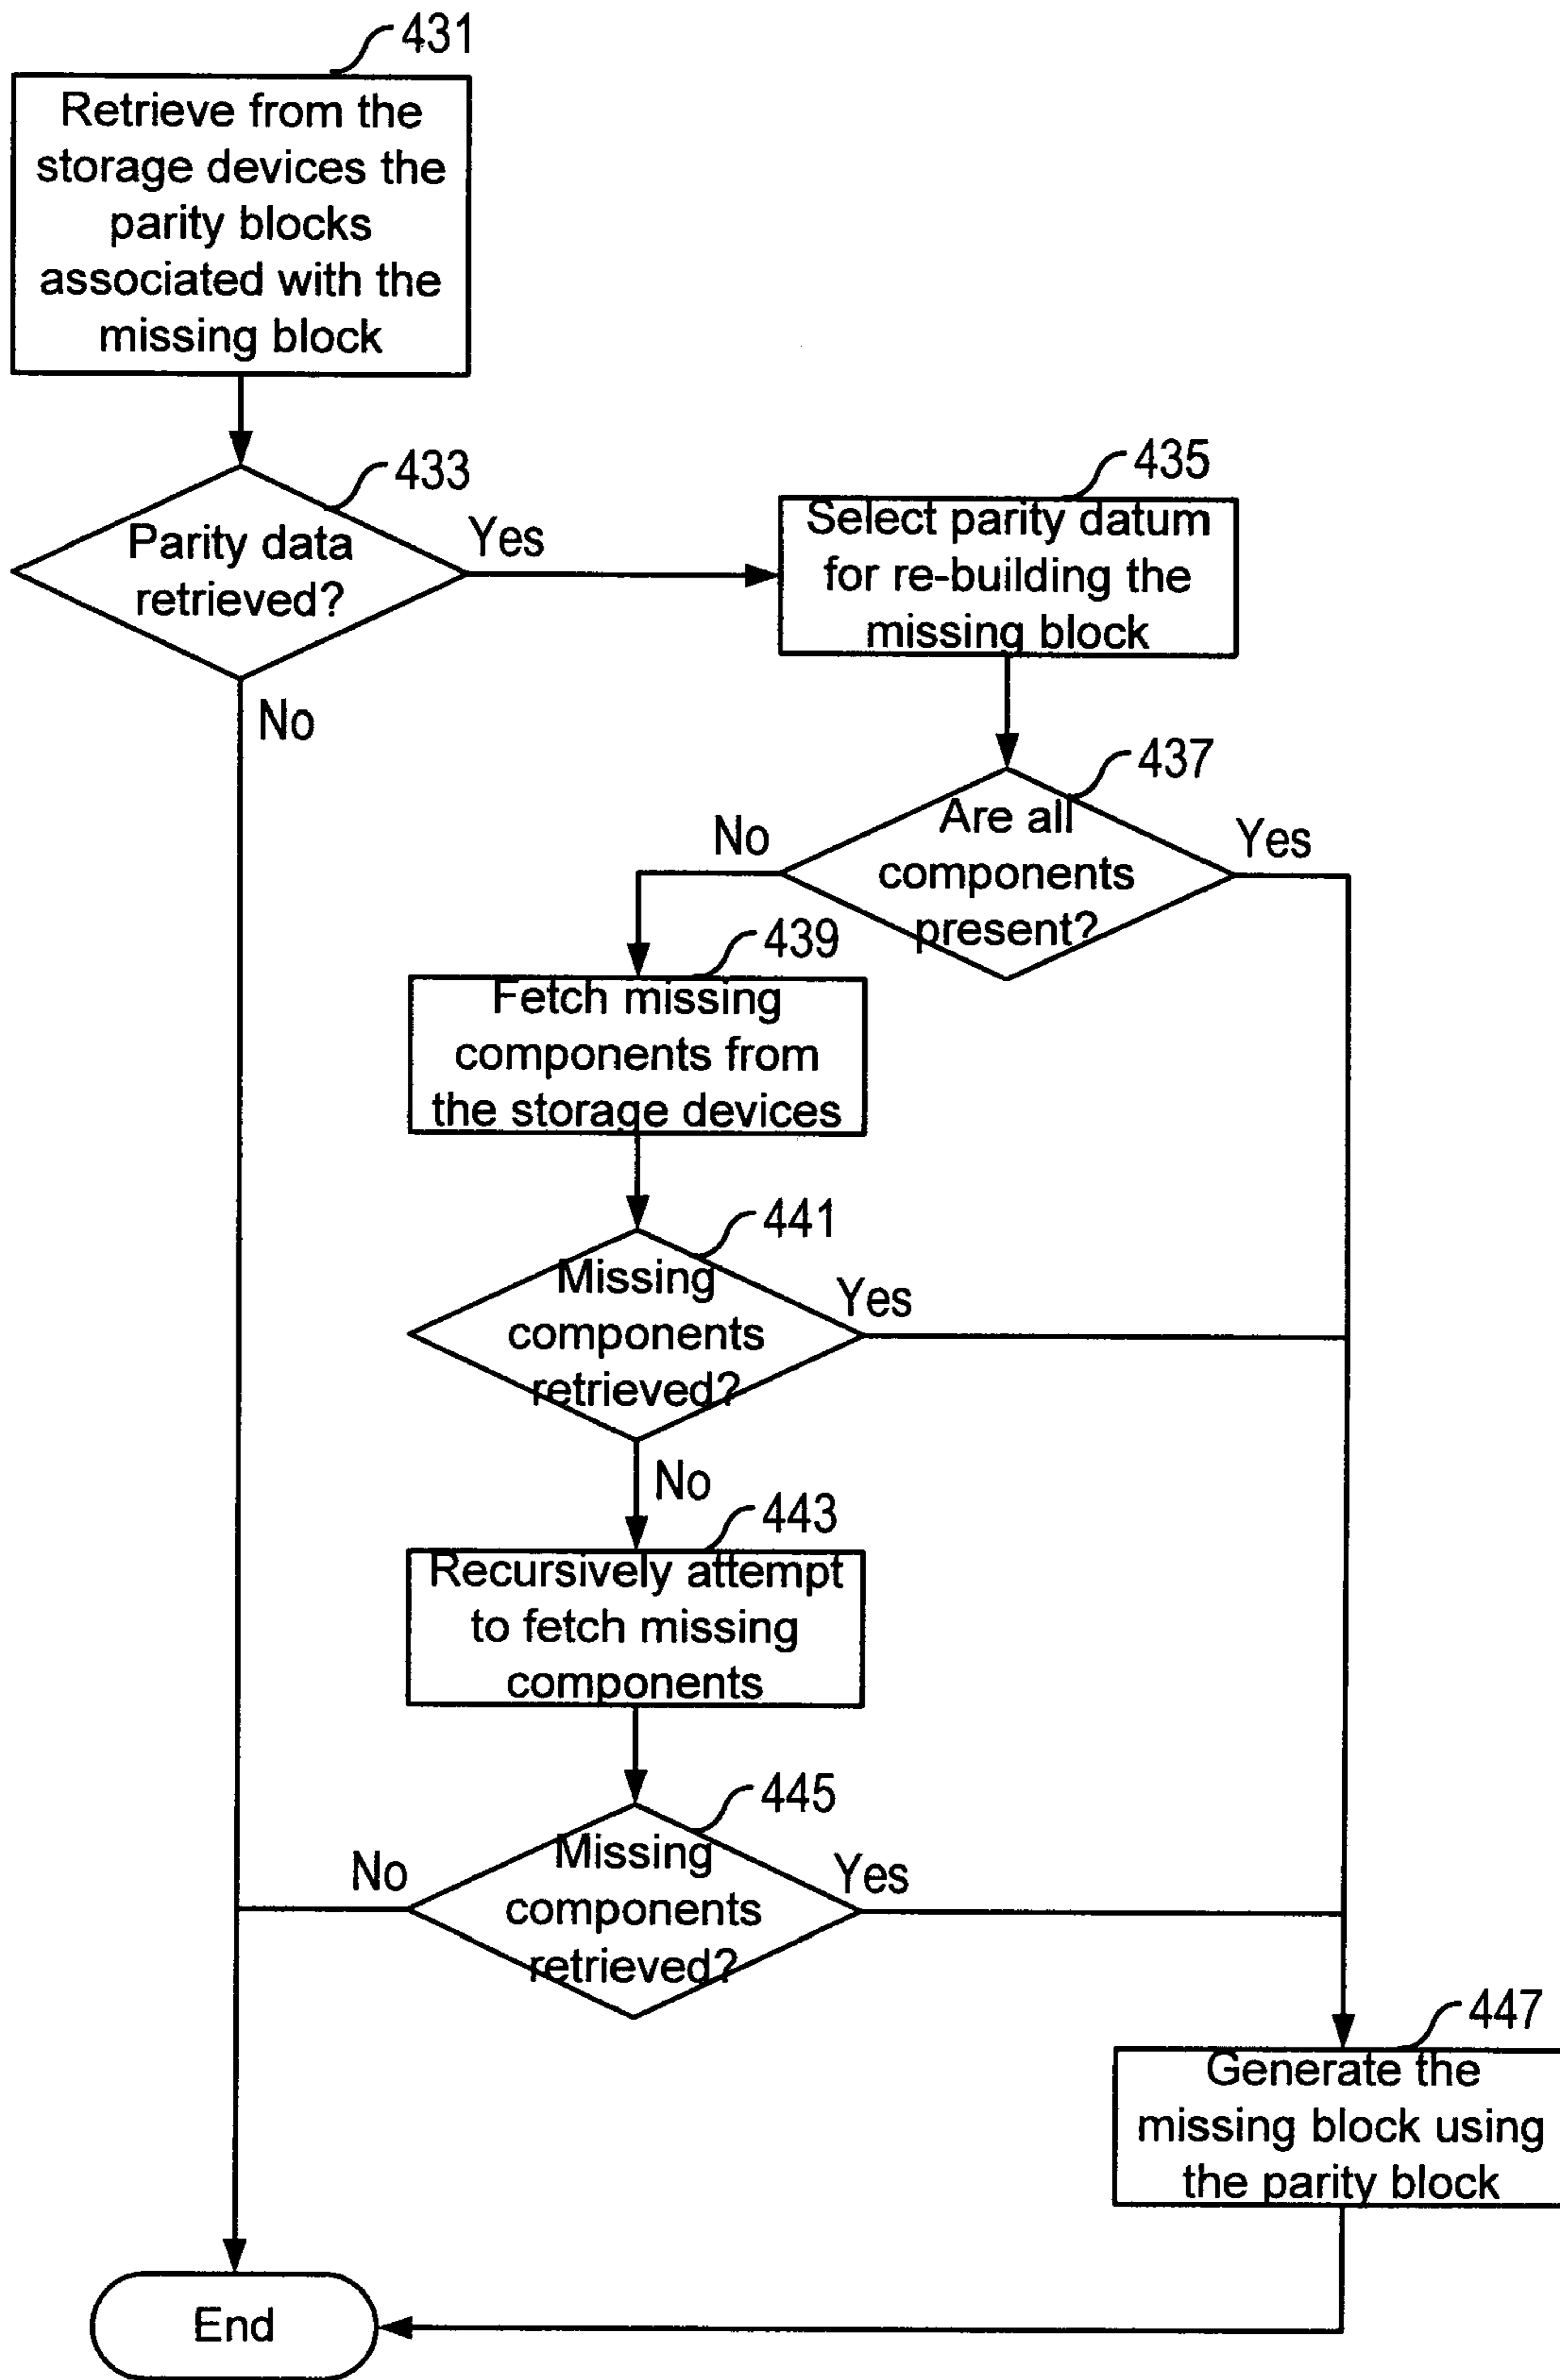 431
Retrieve from the
storage devices the
parity blocks
associated with the
missing block
433
Parity data
retrieved?
Yes
No
435
Select parity datum
for re-building the
missing block
437
Are all
components
present?
No
Yes
439
Fetch missing
components from
the storage devices
441
Missing
components
retrieved?
Yes
No
443
Recursively attempt
to fetch missing
components
445
Missing
components
retrieved?
No
Yes
447
Generate the
missing block using
the parity block
End